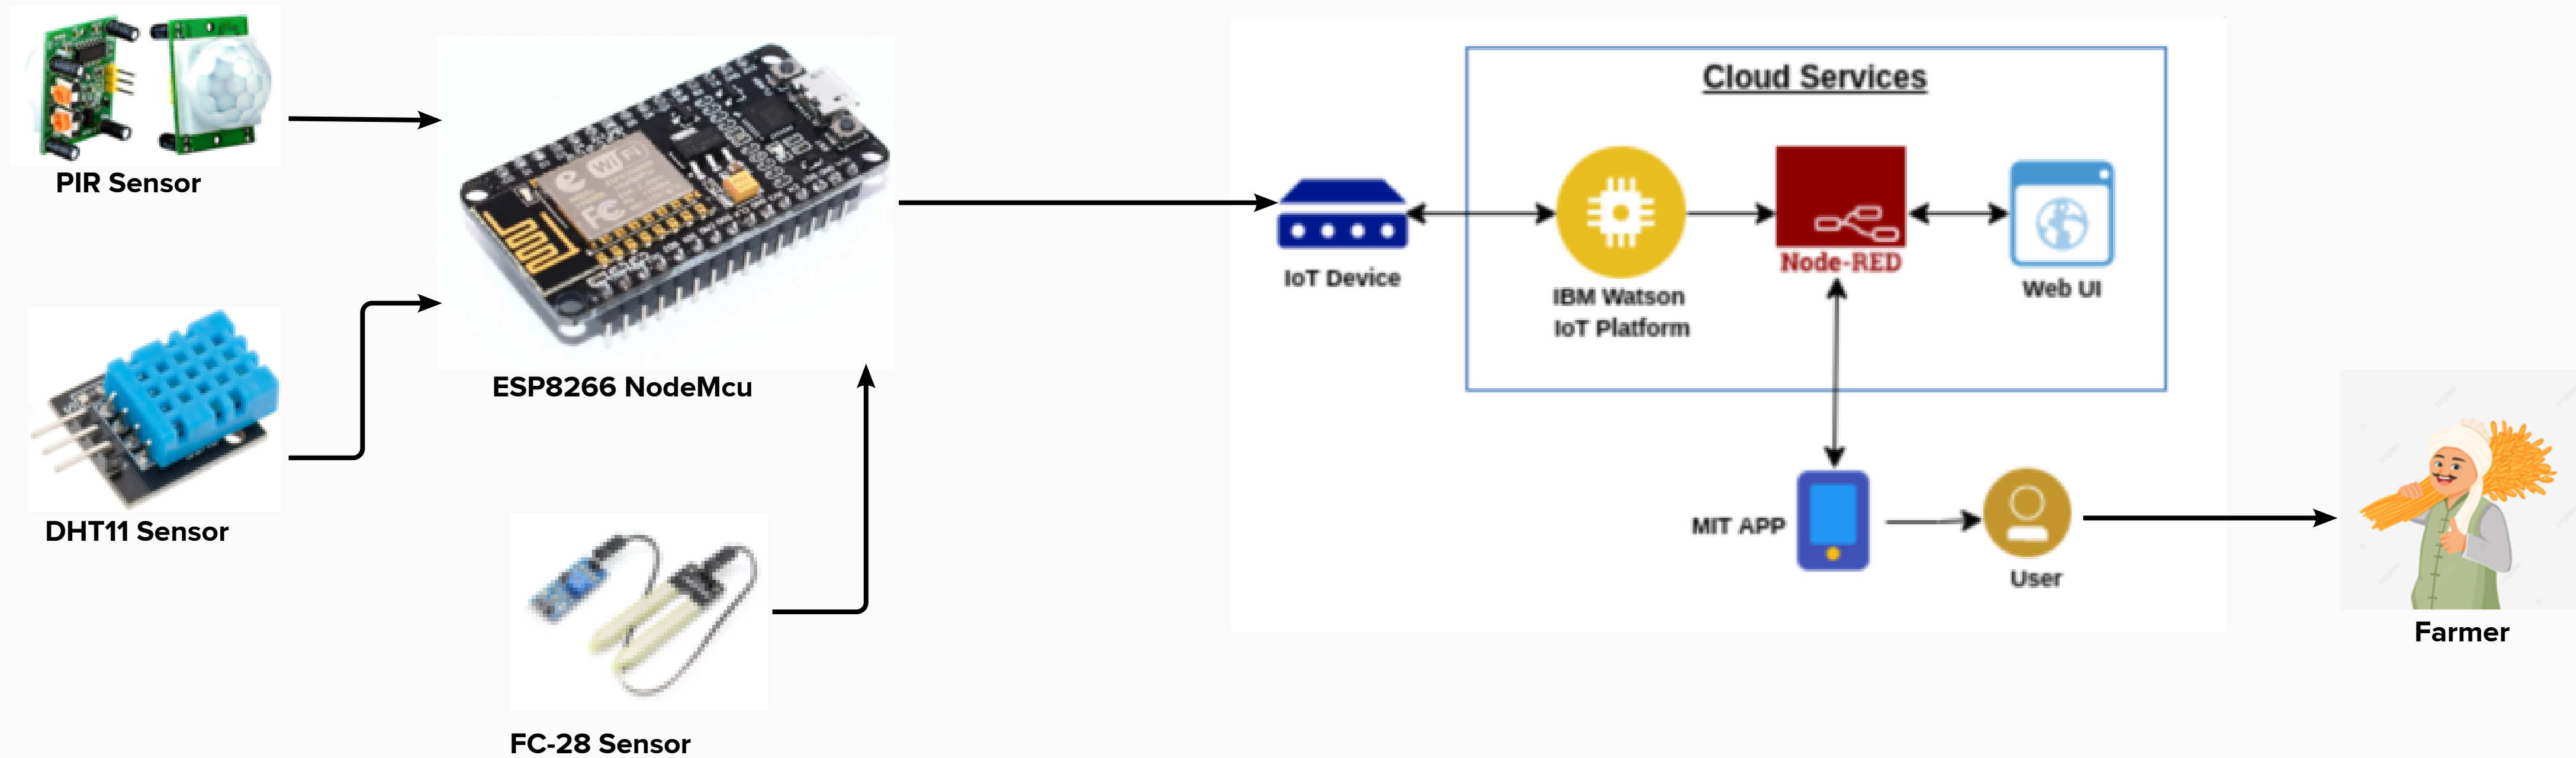 PIR Sensor
DHT11 Sensor
ESP8266 NodeMcu
WiFi
FC-28 Sensor
Cloud Services
IoT Device
IBM Watson
IoT Platform
Node-RED
Web UI
MIT APP
User
Farmer